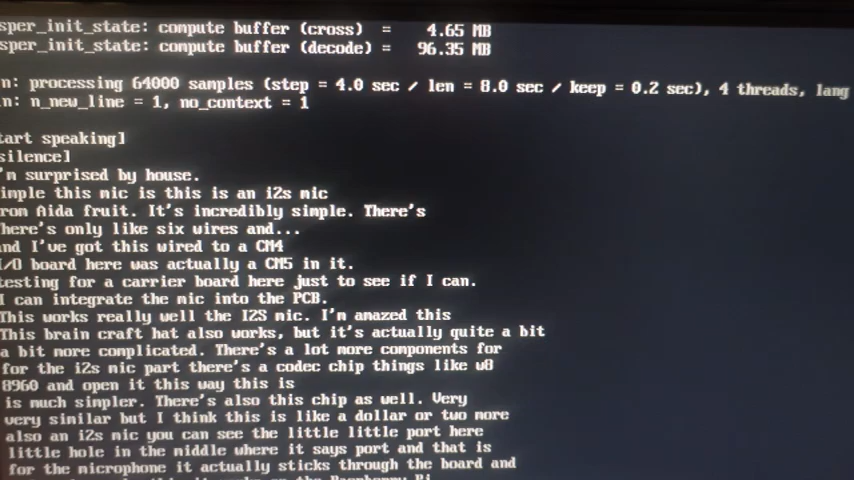 sper_init_state: compute buffer (cross)  =    4.65 MB
sper_init_state: compute buffer (decode) =   96.35 MB
n: processing 64000 samples (step = 4.0 sec / len = 8.0 sec / keep = 0.2 sec), 4 threads, lang
n: n_new_line = 1, no_context = 1
tart speaking]
silence]
'm surprised by house.
imple this mic is this is an i2s mic
rom Aida fruit. It's incredibly simple. There's
here's only like six wires and...
and I've got this wired to a CM4
I/O board here was actually a CM5 in it.
testing for a carrier board here just to see if I can.
I can integrate the mic into the PCB.
This works really well the I2S mic. I'm amazed this
This brain craft hat also works, but it's actually quite a bit
a bit more complicated. There's a lot more components for
for the i2s mic part there's a codec chip things like w8
8960 and open it this way this is
is much simpler. There's also this chip as well. Very
very similar but I think this is like a dollar or two more
also an i2s mic you can see the little little port here
little hole in the middle where it says port and that is
for the microphone it actually sticks through the board and